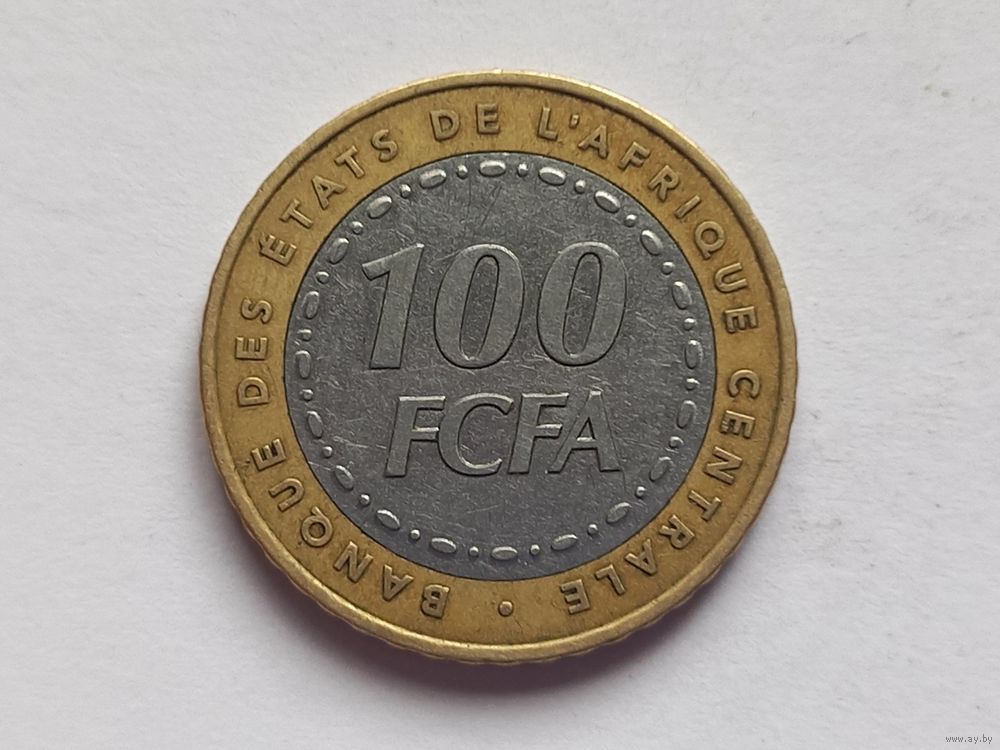 BANQUE DES ÉTATS DE L'AFRIQUE CENTRALE •
100
FCFA
www.ay.by